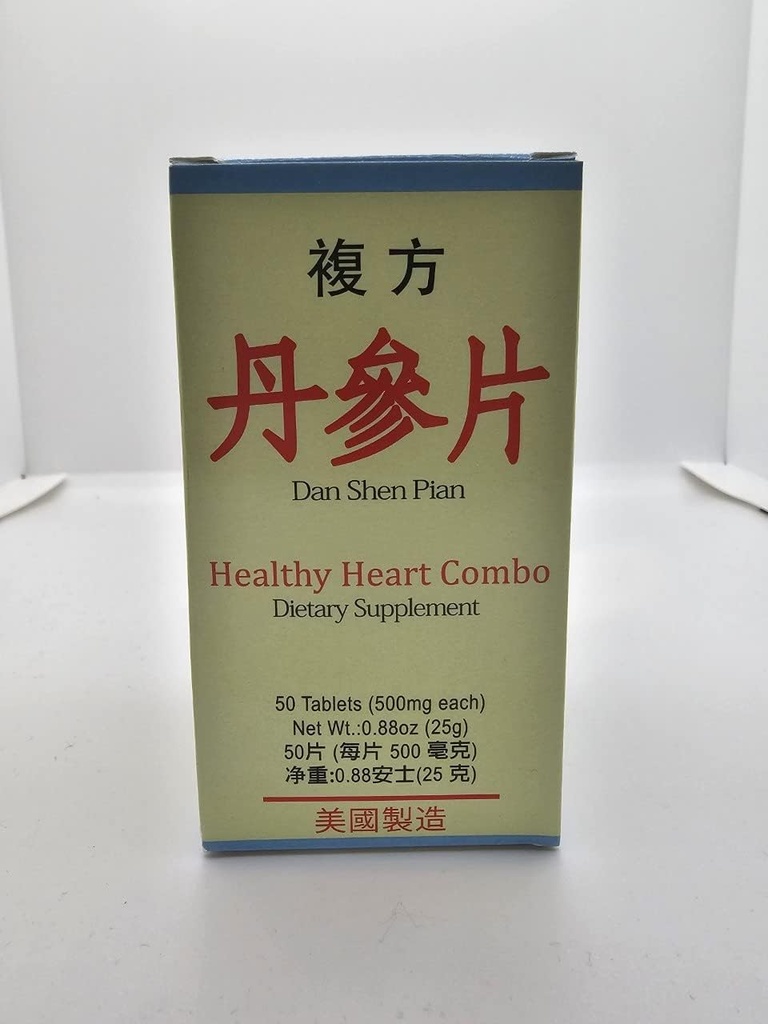 複方
丹參片
Dan Shen Pian
Healthy Heart Combo
Dietary Supplement
50 Tablets (500mg each)
Net Wt.:0.88oz (25g)
50片 (每片 500 毫克)
净重:0.88安士(25 克)
美國製造